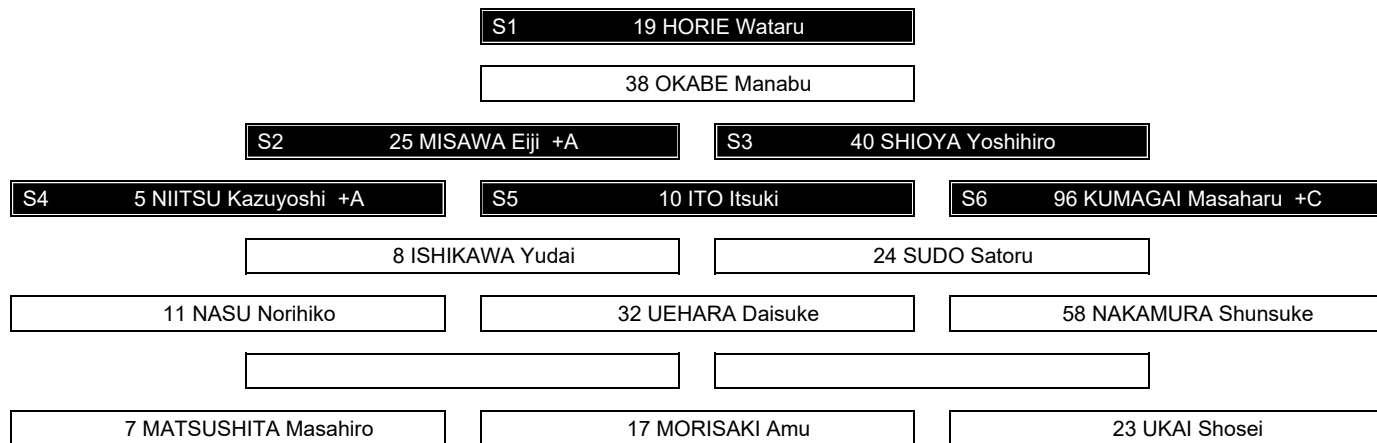 S1 19 HORIE Wataru
38 OKABE Manabu
S2 25 MISAWA Eiji +A S3 40 SHIOYA Yoshihiro
S4 5 NIITSU Kazuyoshi +A S5 10 ITO Itsuki S6 96 KUMAGAI Masaharu +C
8 ISHIKAWA Yudai 24 SUDO Satoru
11 NASU Norihiko 32 UEHARA Daisuke 58 NAKAMURA Shunsuke
7 MATSUSHITA Masahiro 17 MORISAKI Amu 23 UKAI Shosei